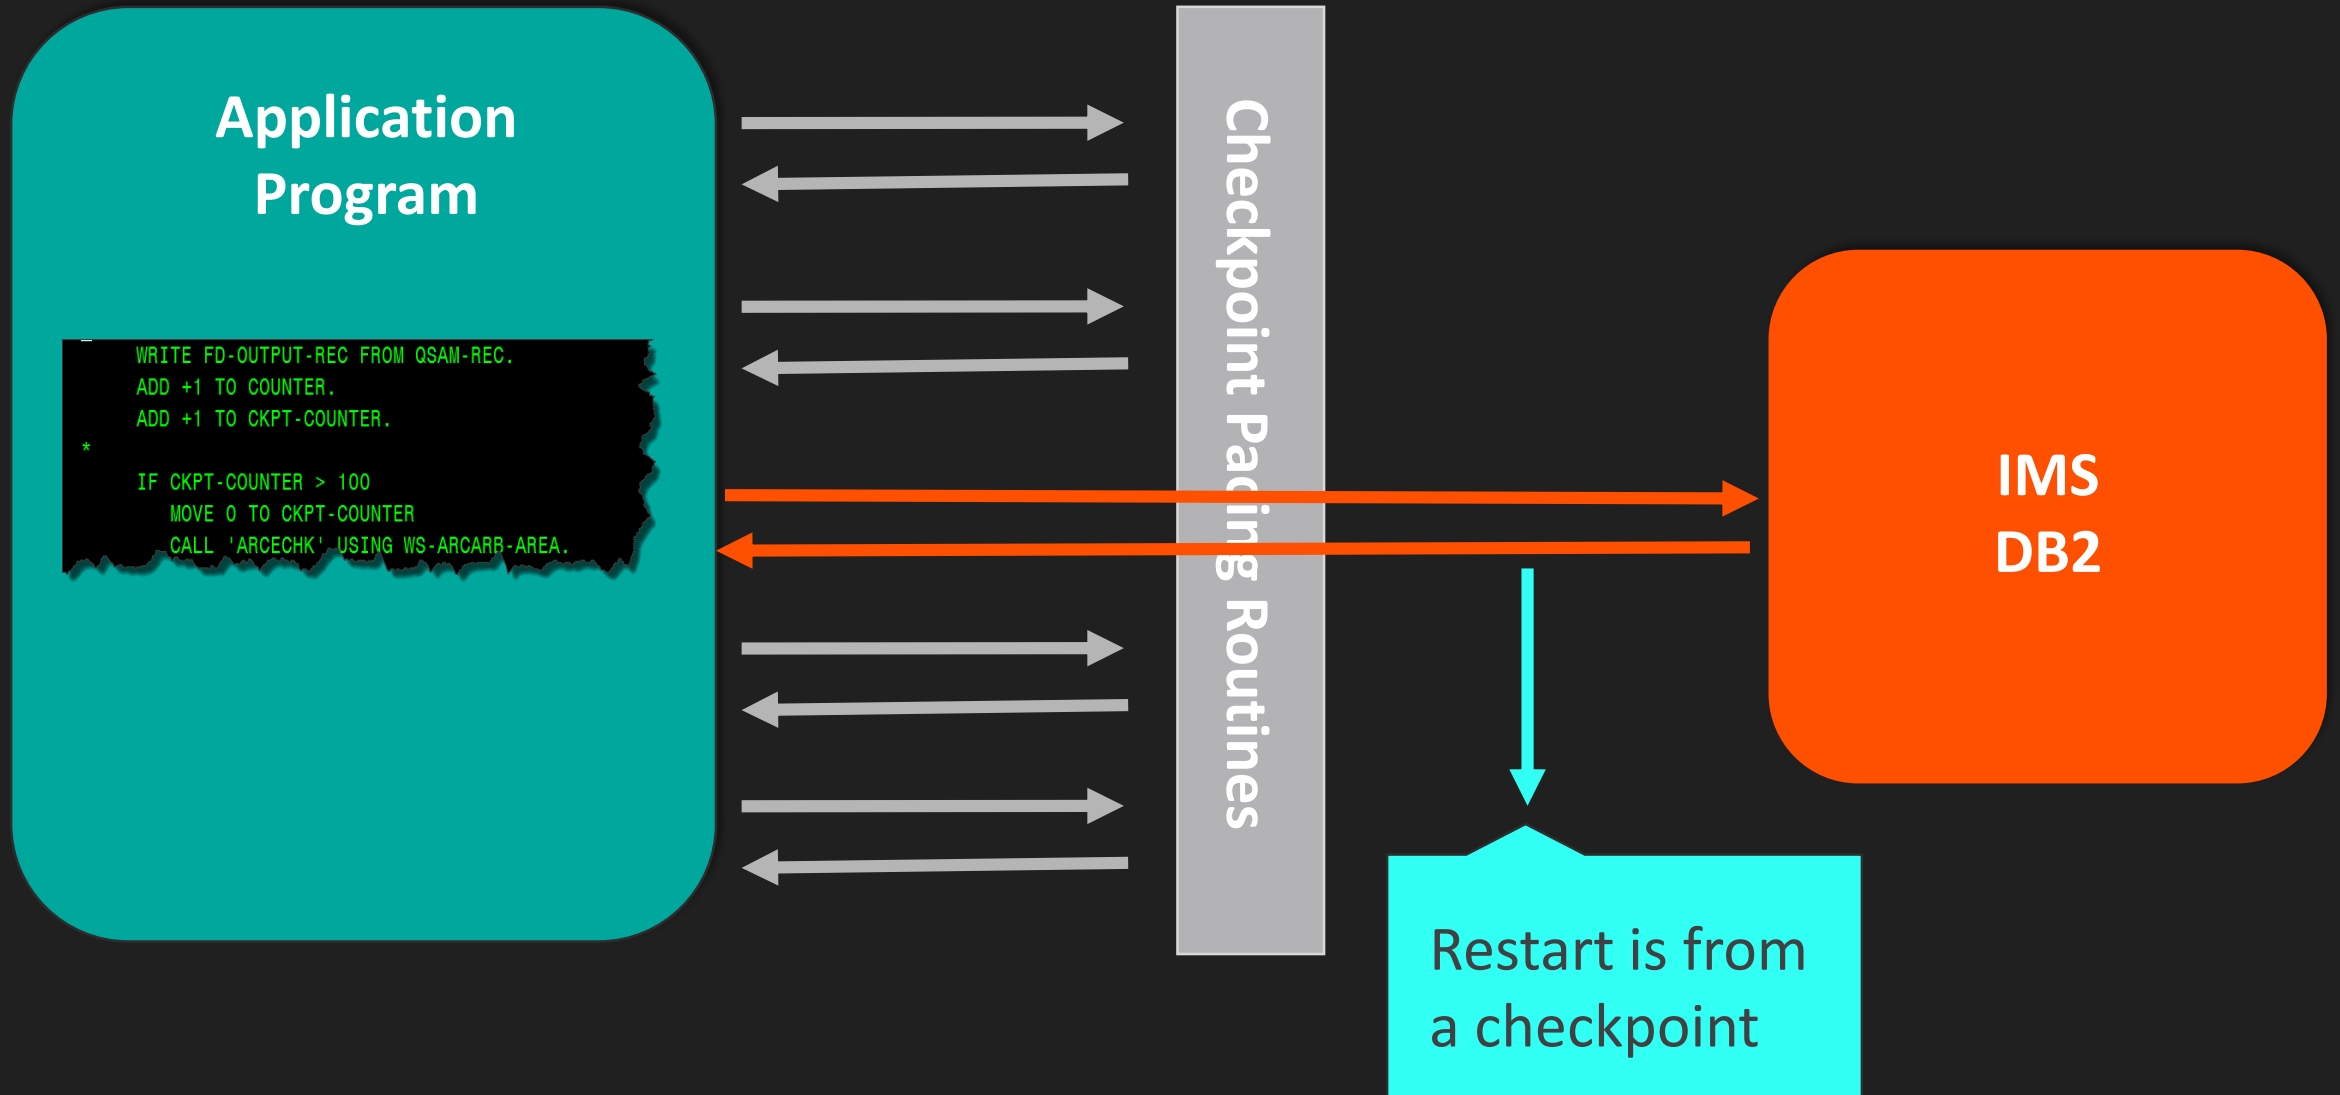 Application
Program
WRITE FD-OUTPUT-REC FROM QSAM-REC.
ADD +1 TO COUNTER.
ADD +1 TO CKPT-COUNTER.
*
IF CKPT-COUNTER > 100
MOVE 0 TO CKPT-COUNTER
CALL 'ARCECHK' USING WS-ARCARR-AREA.
Checkpoint Pacing Routines
IMS
DB2
Restart is from
a checkpoint